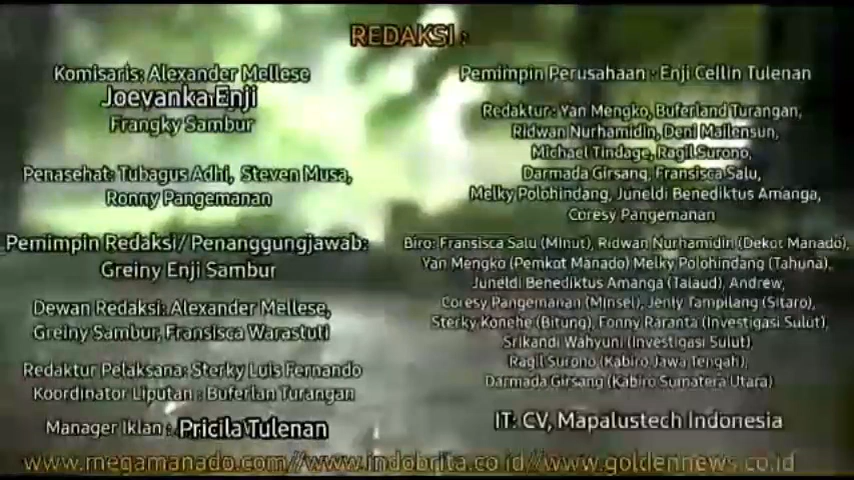 REDAKSI :
Komisaris: Alexander Mellese
Joevanka Enji
Frangky Sambur
Penasehat: Tubagus Adhi, Steven Musa,
Ronny Pangemanan
Pemimpin Redaksi/ Penanggungjawab:
Greiny Enji Sambur
Dewan Redaksi: Alexander Mellese,
Greiny Sambur, Fransisca Warastuti
Redaktur Pelaksana: Sterky Luis Fernando
Koordinator Liputan : Buferlan Turangan
Manager Iklan : Pricila Tulenan
Pemimpin Perusahaan : Enji Cellin Tulenan
Redaktur: Yan Mengko, Buferland Turangan,
Ridwan Nurhamidin, Deni Mailensun,
Michael Tindage, Ragil Surono,
Darmada Girsang, Fransisca Salu,
Melky Polohindang, Juneldi Benediktus Amanga,
Coresy Pangemanan
Biro: Fransisca Salu (Minut), Ridwan Nurhamidin (Dekot Manado),
Yan Mengko (Pemkot Manado) Melky Polohindang (Tahuna),
Juneldi Benediktus Amanga (Talaud), Andrew,
Coresy Pangemanan (Minsel), Jenly Tampilang (Sitaro),
Sterky Konehe (Bitung), Fonny Raranta (Investigasi Sulut),
Srikandi Wahyuni (Investigasi Sulut),
Ragil Surono (Kabiro Jawa Tengah),
Darmada Girsang (Kabiro Sumatera Utara)
IT: CV, Mapalustech Indonesia
www.megamanado.com//www.indobrita.co id//www.goldennews.co.id